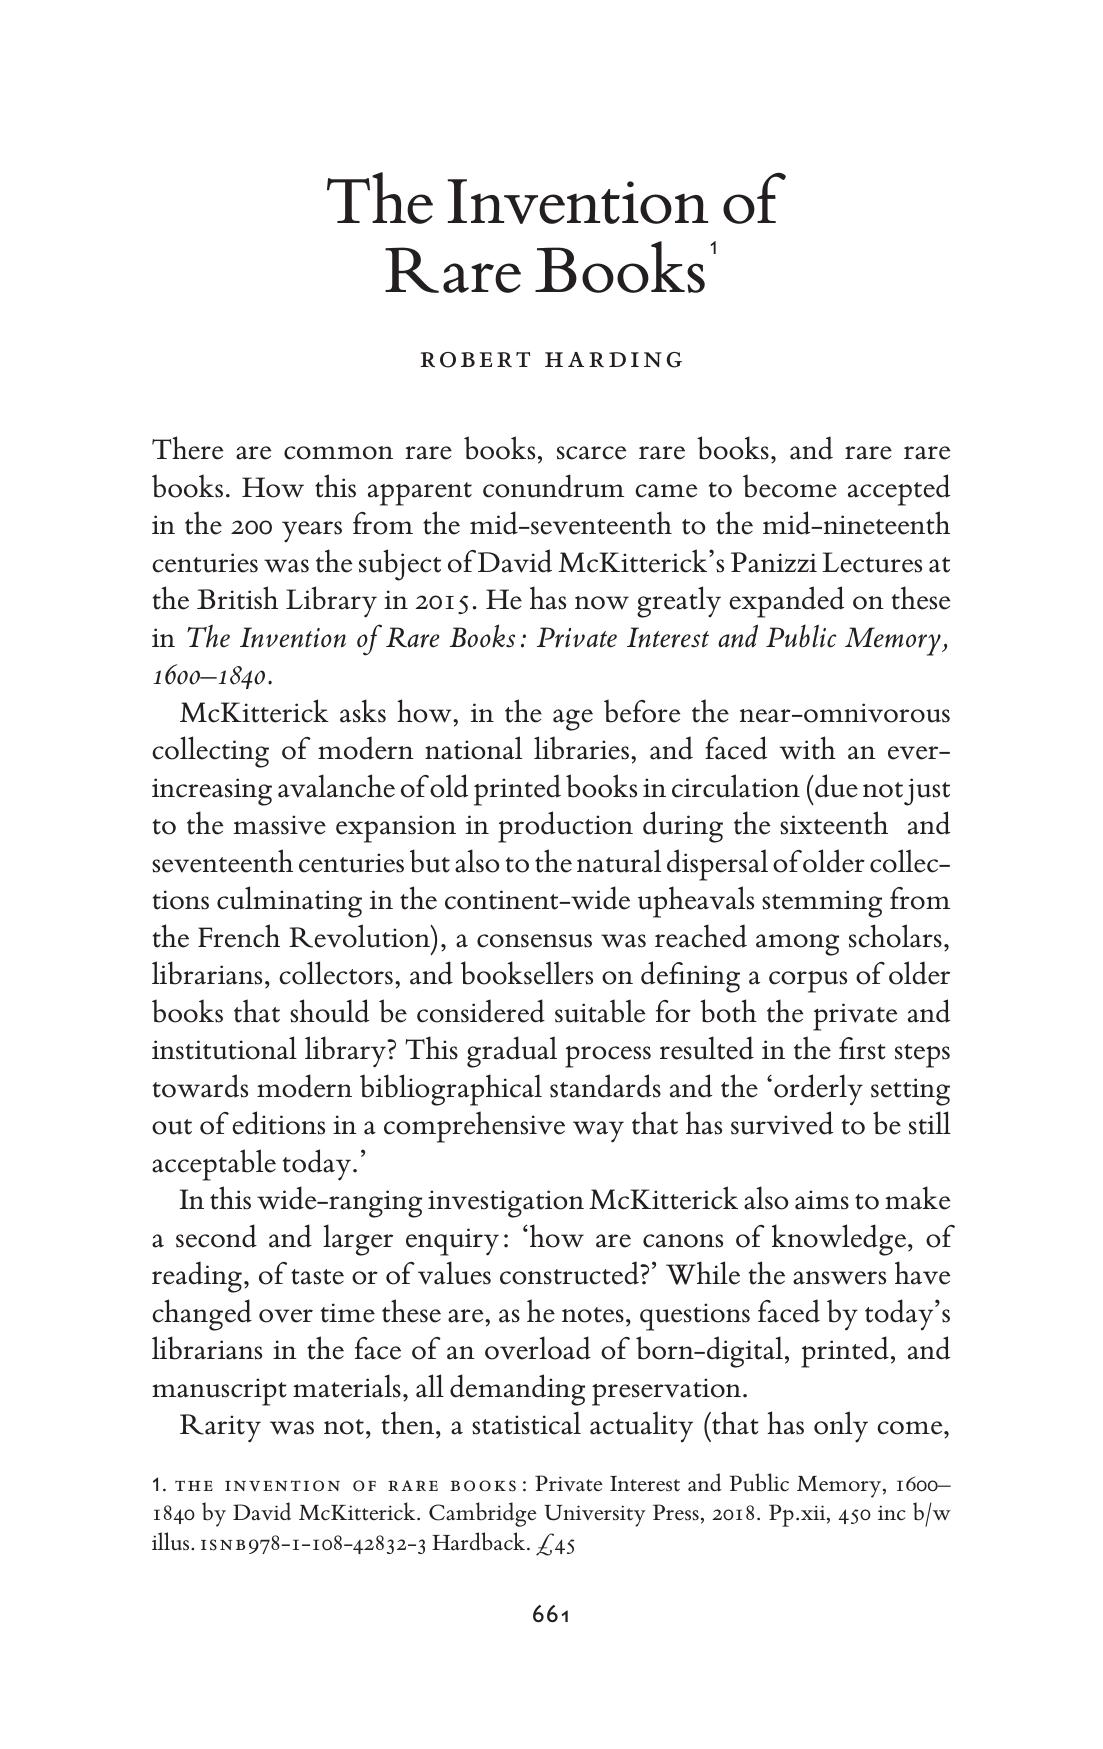 The Invention of
Rare Books1
ROBERT HARDING
There are common rare books, scarce rare books, and rare rare
books. How this apparent conundrum came to become accepted
in the 200 years from the mid-seventeenth to the mid-nineteenth
centuries was the subject of David McKitterick’s Panizzi Lectures at
the British Library in 2015. He has now greatly expanded on these
in The Invention of Rare Books: Private Interest and Public Memory,
1600–1840.
McKitterick asks how, in the age before the near-omnivorous
collecting of modern national libraries, and faced with an ever-
increasing avalanche of old printed books in circulation (due not just
to the massive expansion in production during the sixteenth and
seventeenth centuries but also to the natural dispersal of older collec-
tions culminating in the continent-wide upheavals stemming from
the French Revolution), a consensus was reached among scholars,
librarians, collectors, and booksellers on defining a corpus of older
books that should be considered suitable for both the private and
institutional library? This gradual process resulted in the first steps
towards modern bibliographical standards and the ‘orderly setting
out of editions in a comprehensive way that has survived to be still
acceptable today.’
In this wide-ranging investigation McKitterick also aims to make
a second and larger enquiry: ‘how are canons of knowledge, of
reading, of taste or of values constructed?’ While the answers have
changed over time these are, as he notes, questions faced by today’s
librarians in the face of an overload of born-digital, printed, and
manuscript materials, all demanding preservation.
Rarity was not, then, a statistical actuality (that has only come,
1. THE INVENTION OF RARE BOOKS: Private Interest and Public Memory, 1600–
1840 by David McKitterick. Cambridge University Press, 2018. Pp.xii, 450 inc b/w
illus. ISNB978-1-108-42832-3 Hardback. £45
661